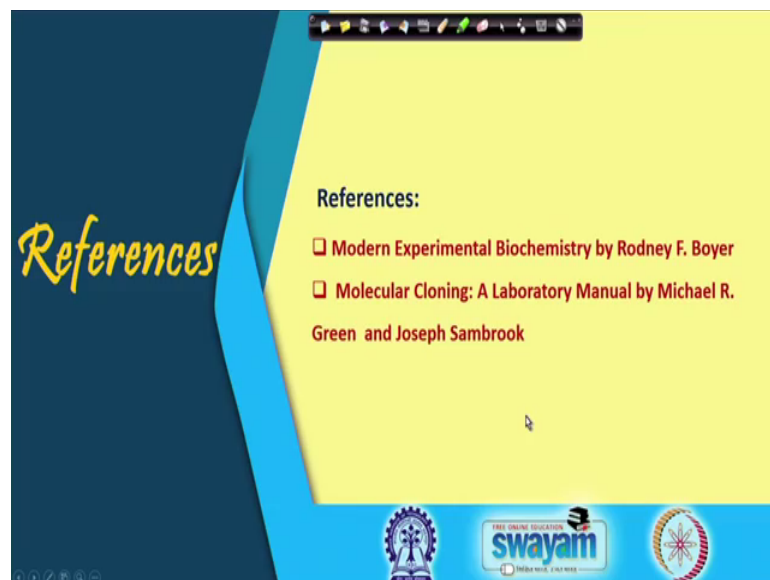 References
References:
❑ Modern Experimental Biochemistry by Rodney F. Boyer
❑ Molecular Cloning: A Laboratory Manual by Michael R.
Green and Joseph Sambrook
FREE ONLINE EDUCATION
swayam